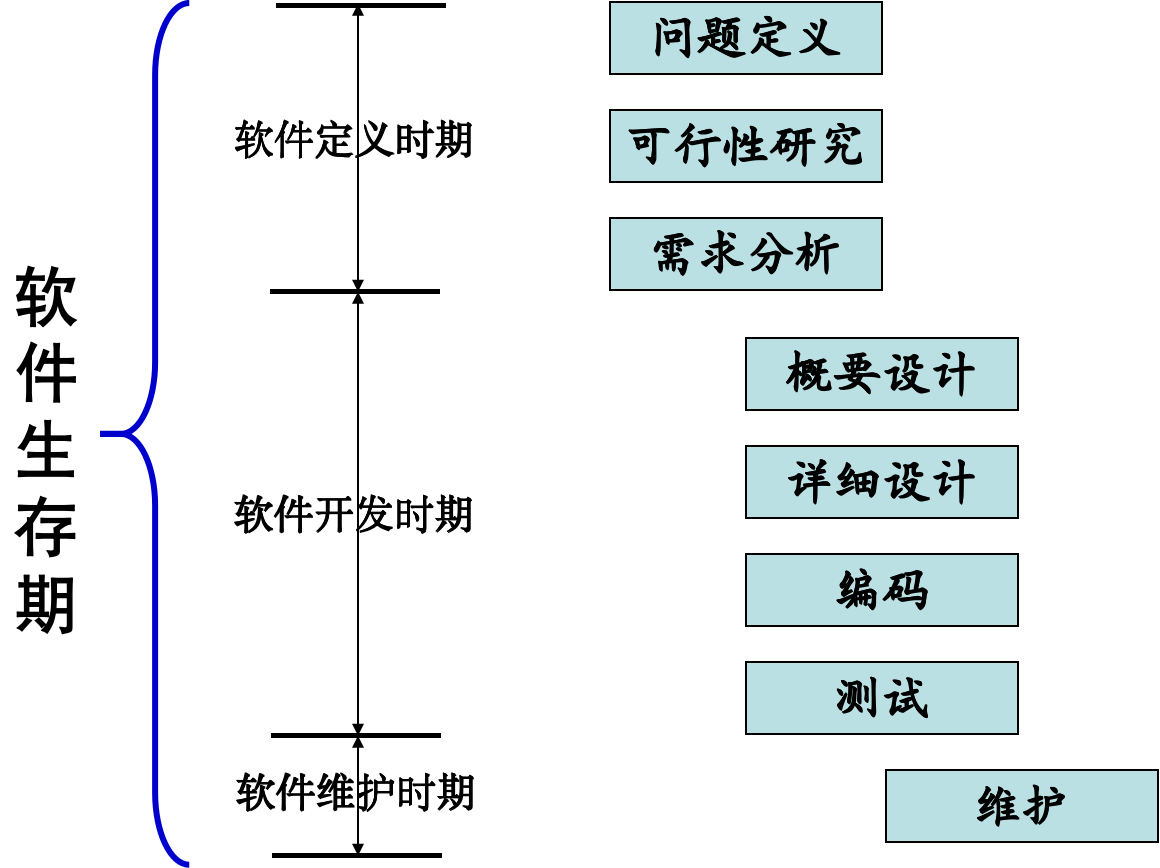 软件生存期
软件定义时期
问题定义
可行性研究
需求分析
软件开发时期
概要设计
详细设计
编码
测试
软件维护时期
维护